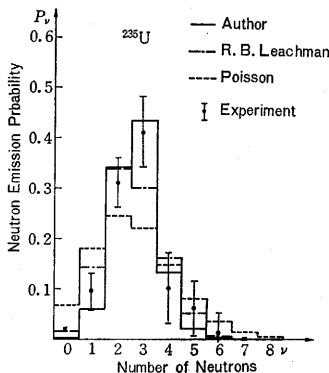 P_ν
²³⁵U
Author
R. B. Leachman
Poisson
Experiment
Neutron Emission Prbability
0.6
0.5
0.4
0.3
0.2
0.1
0 1 2 3 4 5 6 7 8 ν
Number of Neutrons